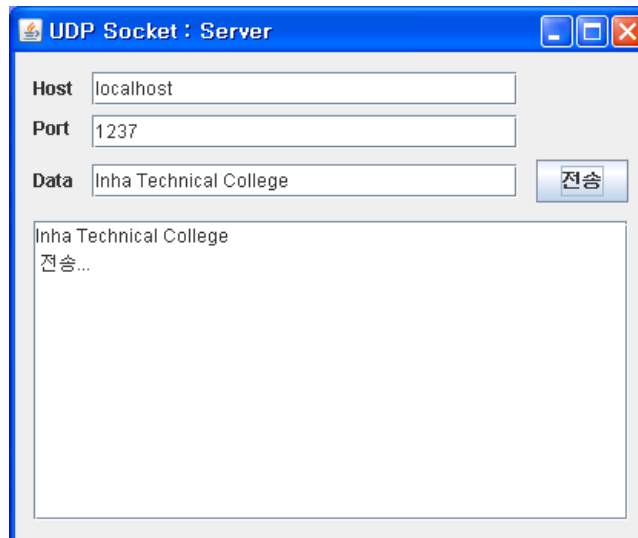 UDP Socket : Server
Host localhost
Port 1237
Data Inha Technical College 전송
Inha Technical College
전송...